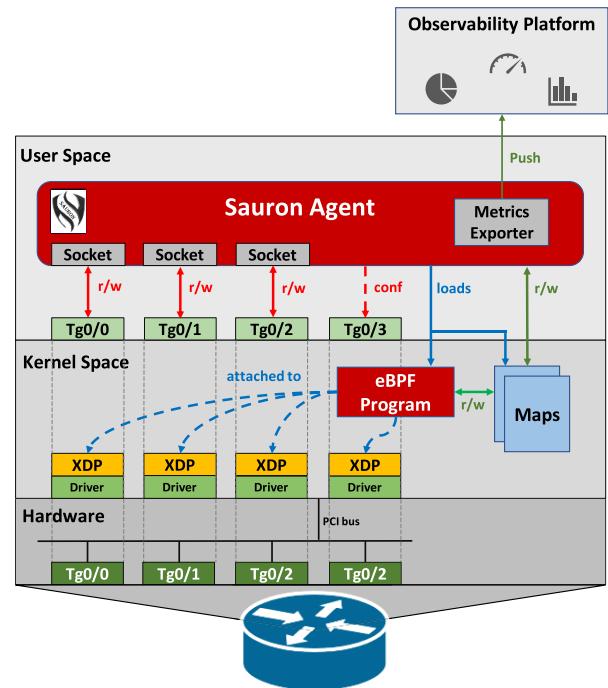 Observability Platform
Push
User Space
SAURON
Sauron Agent
Metrics
Exporter
Socket
Socket
Socket
r/w
r/w
r/w
conf
loads
r/w
Tg0/0
Tg0/1
Tg0/2
Tg0/3
Kernel Space
attached to
eBPF
Program
r/w
Maps
XDP
XDP
XDP
XDP
Driver
Driver
Driver
Driver
Hardware
PCI bus
Tg0/0
Tg0/1
Tg0/2
Tg0/2